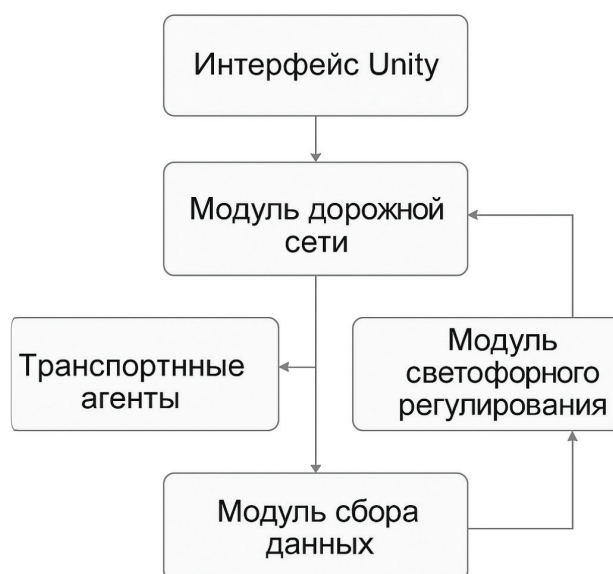 Интерфейс Unity
Модуль дорожной
сети
Транспортнные
агенты
Модуль
светофорного
регулирования
Модуль сбора
данных